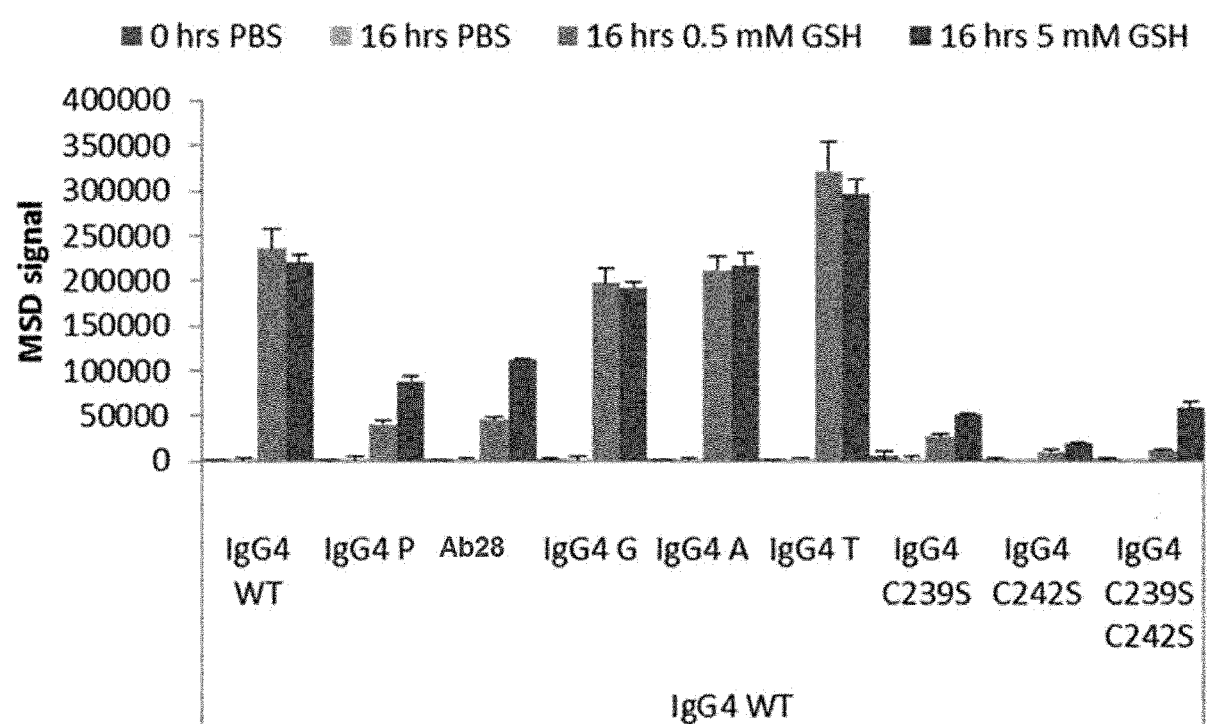 0 hrs PBS 16 hrs PBS 16 hrs 0.5 mM GSH 16 hrs 5 mM GSH
400000
350000
300000
250000
200000
150000
100000
50000
0
MSD signal
IgG4 WT
IgG4 P
Ab28
IgG4 G
IgG4 A
IgG4 T
IgG4 C239S
IgG4 C242S
IgG4 C239S C242S
IgG4 WT